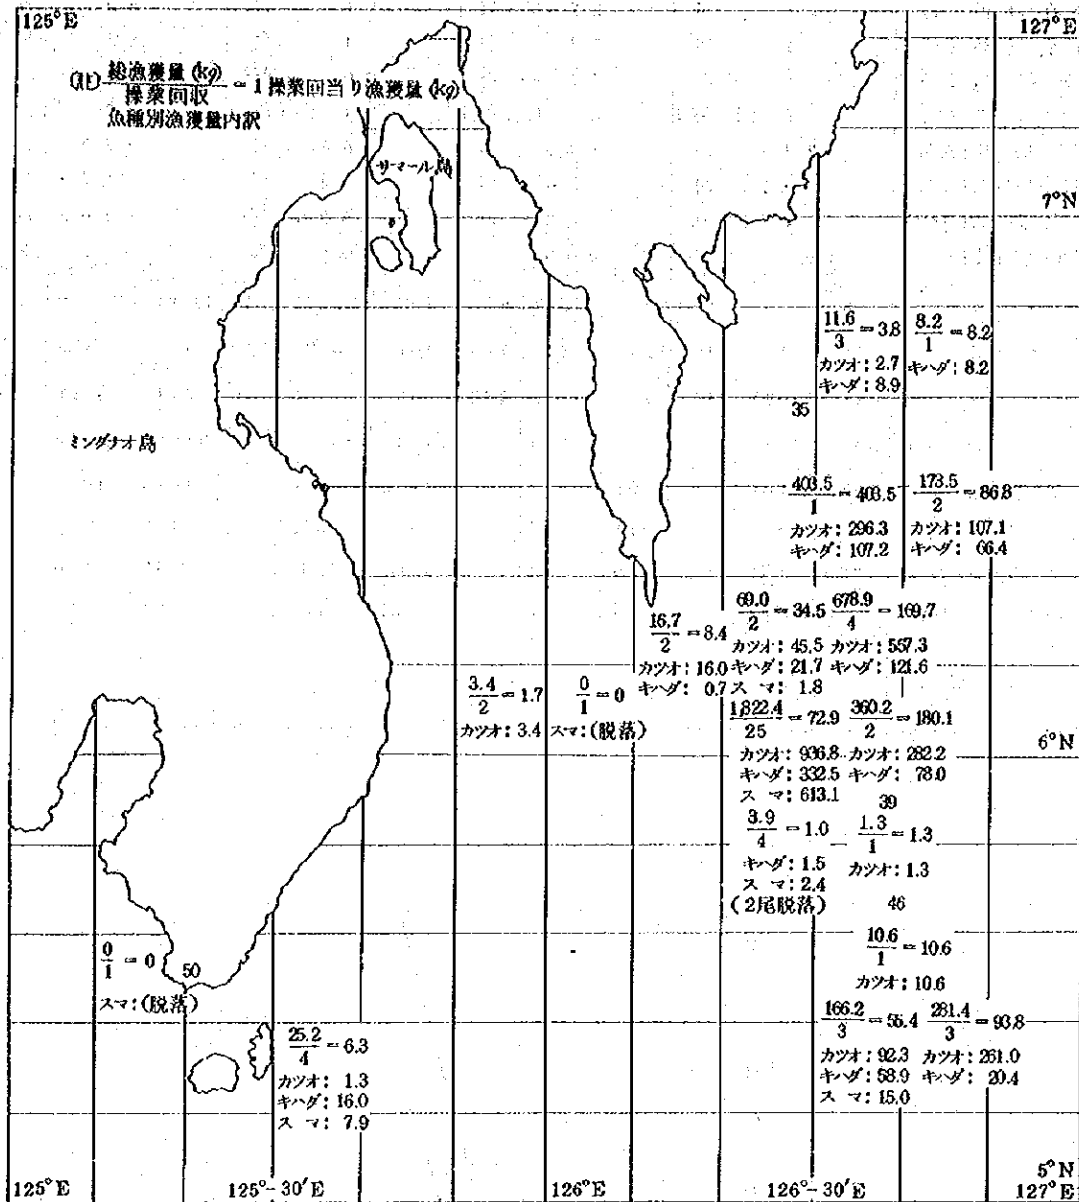 125°E
127°E
(註) 総漁獲量(kg) / 操業回収 = 1操業回当り漁獲量(kg)
魚種別漁獲量内訳
サマール島
7°N
11.6/3 = 3.8
カツオ: 2.7
キハダ: 8.9
8.2/1 = 8.2
キハダ: 8.2
35
ミンダナオ島
403.5/1 = 403.5
カツオ: 296.3
キハダ: 107.2
173.5/2 = 86.8
カツオ: 107.1
キハダ: 66.4
16.7/2 = 8.4
カツオ: 16.0
キハダ: 0.7
69.0/2 = 34.5
カツオ: 45.5
キハダ: 21.7
スマ: 1.8
678.9/4 = 169.7
カツオ: 557.3
キハダ: 121.6
3.4/2 = 1.7
カツオ: 3.4
0/1 = 0
スマ:(脱落)
1,822.4/25 = 72.9
カツオ: 936.8
キハダ: 332.5
スマ: 613.1
360.2/2 = 180.1
カツオ: 282.2
キハダ: 78.0
6°N
39
3.9/4 = 1.0
キハダ: 1.5
スマ: 2.4
(2尾脱落)
1.3/1 = 1.3
カツオ: 1.3
46
10.6/1 = 10.6
カツオ: 10.6
0/1 = 0
スマ:(脱落)
50
25.2/4 = 6.3
カツオ: 1.3
キハダ: 16.0
スマ: 7.9
166.2/3 = 55.4
カツオ: 92.3
キハダ: 58.9
スマ: 15.0
281.4/3 = 93.8
カツオ: 261.0
キハダ: 20.4
5°N
125°E
125°-30'E
126°E
126°-30'E
127°E